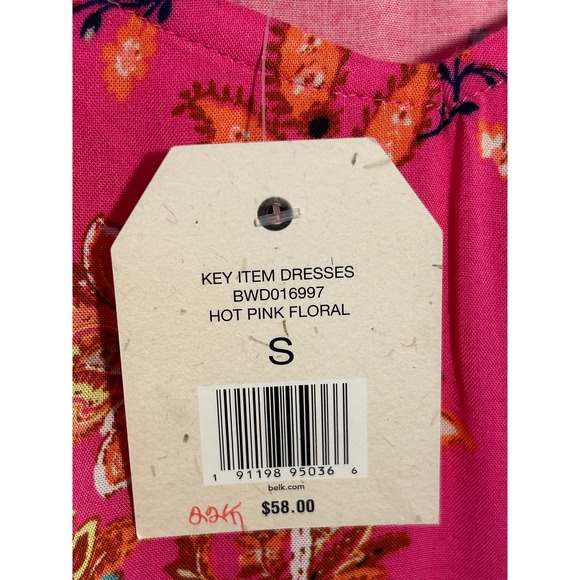 KEY ITEM DRESSES
BWD016997
HOT PINK FLORAL
S
1 91198 95036 6
belk.com
$58.00